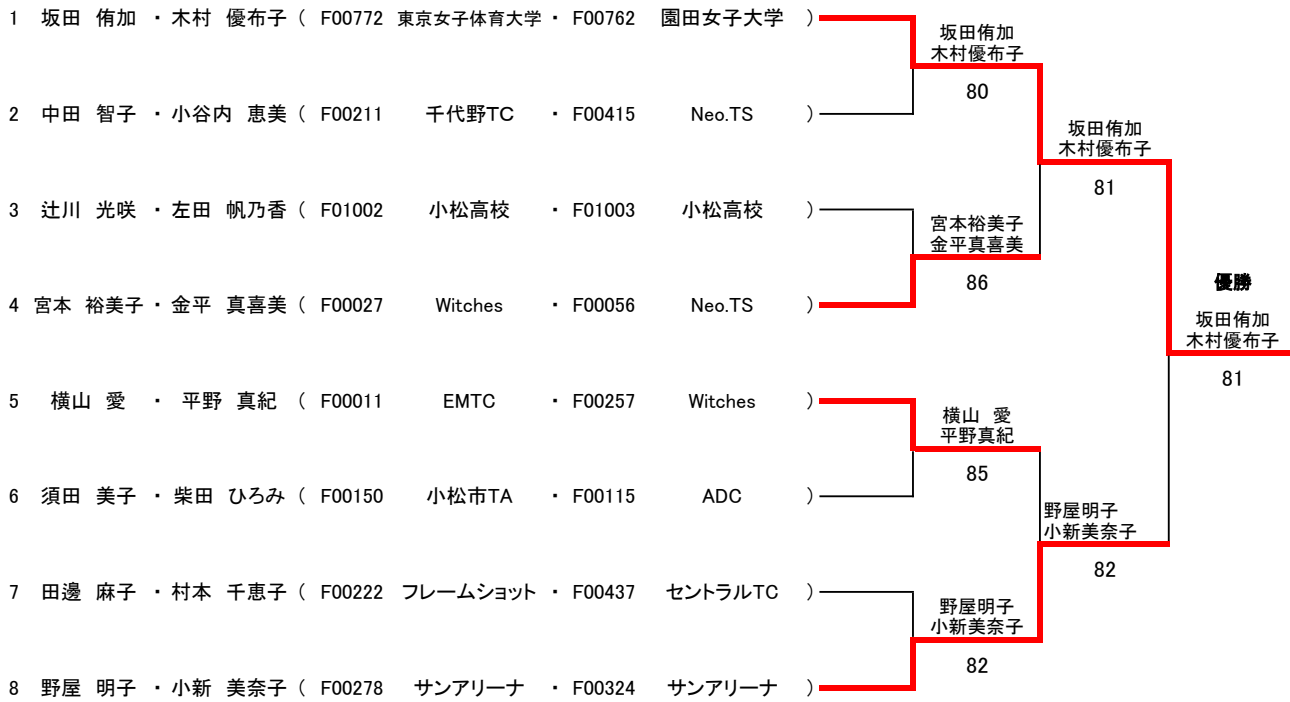 1 坂田 侑加 ・ 木村 優布子 ( F00772 東京女子体育大学 ・ F00762 園田女子大学 )
坂田侑加
木村優布子
80
2 中田 智子 ・ 小谷内 恵美 ( F00211 千代野TC ・ F00415 Neo.TS )
坂田侑加
木村優布子
81
3 辻川 光咲 ・ 左田 帆乃香 ( F01002 小松高校 ・ F01003 小松高校 )
宮本裕美子
金平真喜美
86
4 宮本 裕美子 ・ 金平 真喜美 ( F00027 Witches ・ F00056 Neo.TS )
優勝
坂田侑加
木村優布子
81
5 横山 愛 ・ 平野 真紀 ( F00011 EMTC ・ F00257 Witches )
横山 愛
平野真紀
85
6 須田 美子 ・ 柴田 ひろみ ( F00150 小松市TA ・ F00115 ADC )
野屋明子
小新美奈子
82
7 田邊 麻子 ・ 村本 千恵子 ( F00222 フレームショット ・ F00437 セントラルTC )
野屋明子
小新美奈子
82
8 野屋 明子 ・ 小新 美奈子 ( F00278 サンアリーナ ・ F00324 サンアリーナ )